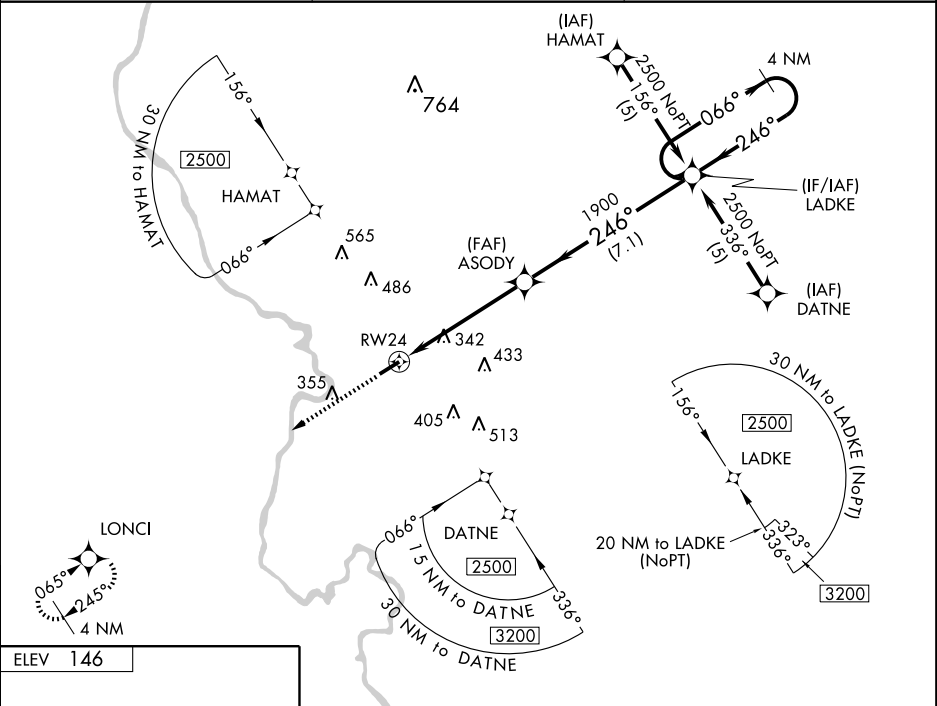 (IAF)
HAMAT
4 NM
2500 NoPT
156°
(5)
066°
246°
764
156°
30 NM to HAMAT
2500
HAMAT
066°
(IF/IAF)
LADKE
1900
246°
(7.1)
2500 NoPT
336°
(5)
(FAF)
ASODY
(IAF)
DATNE
565
486
RW24
342
433
355
405
513
30 NM to LADKE (NoPT)
156°
2500
LADKE
20 NM to LADKE
(NoPT)
323°
336°
3200
066°
DATNE
2500
15 NM to DATNE
336°
3200
30 NM to DATNE
LONCI
065°
245°
4 NM
ELEV 146